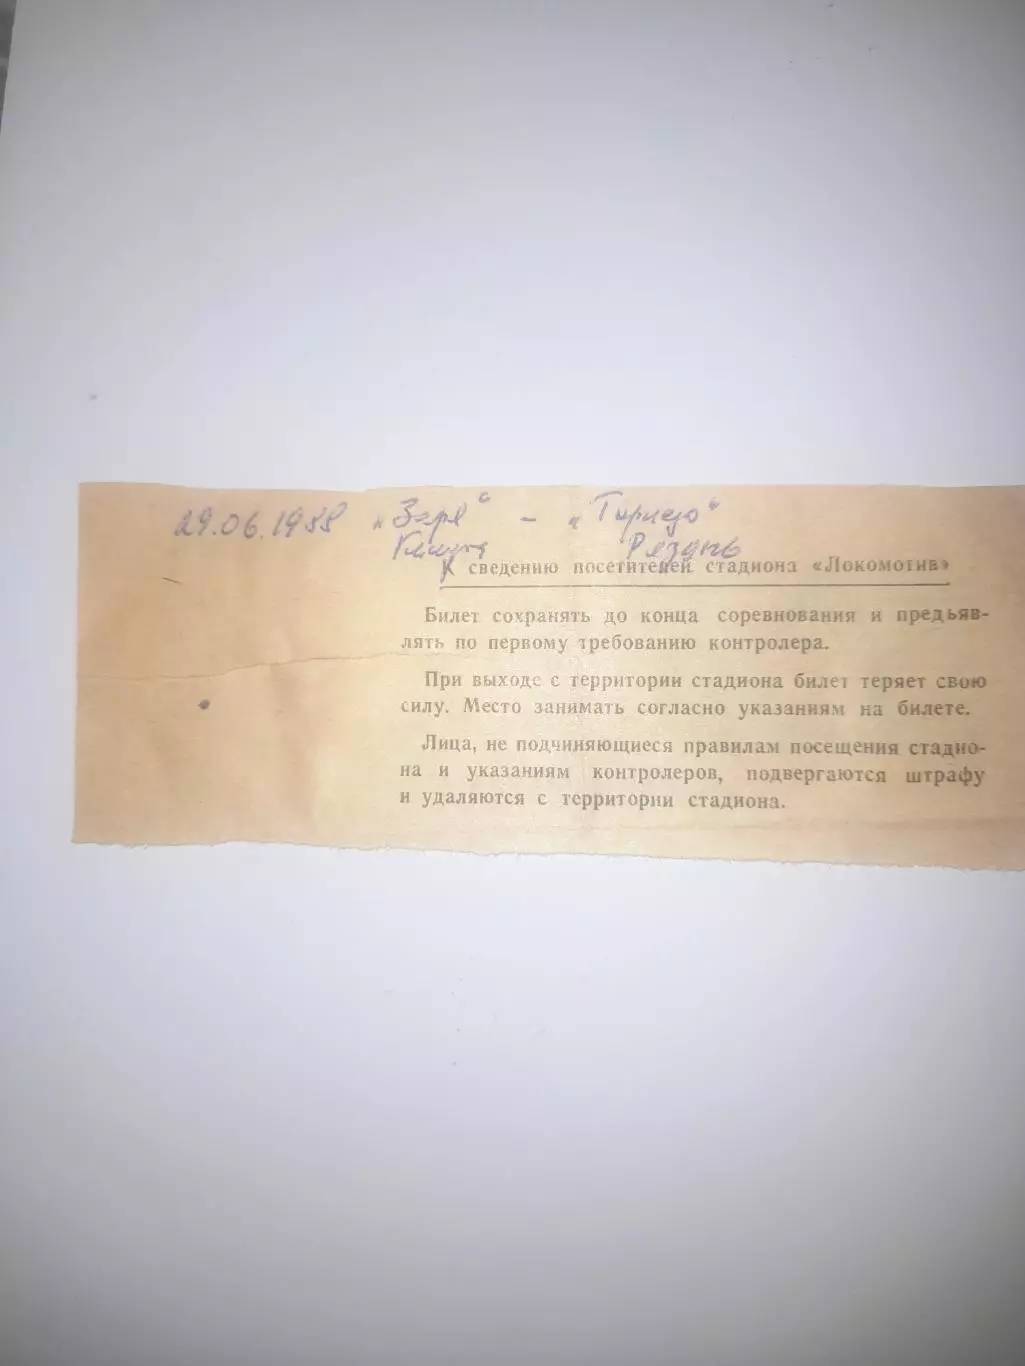 29.06.1988 „Заря“ – „Торпедо“
Калуга Рязань
К сведению посетителей стадиона «Локомотив»
Билет сохранять до конца соревнования и предъяв-
лять по первому требованию контролера.
При выходе с территории стадиона билет теряет свою
силу. Место занимать согласно указаниям на билете.
Лица, не подчиняющиеся правилам посещения стадио-
на и указаниям контролеров, подвергаются штрафу
и удаляются с территории стадиона.